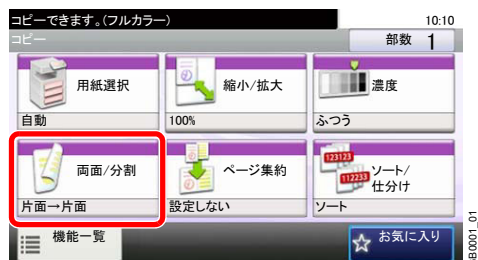 コピーできます。(フルカラー)
10:10
コピー
部数 1
用紙選択
自動
縮小/拡大
100%
濃度
ふつう
両面/分割
片面→片面
ページ集約
設定しない
123123
112233
ソート/
仕分け
ソート
機能一覧
お気に入り